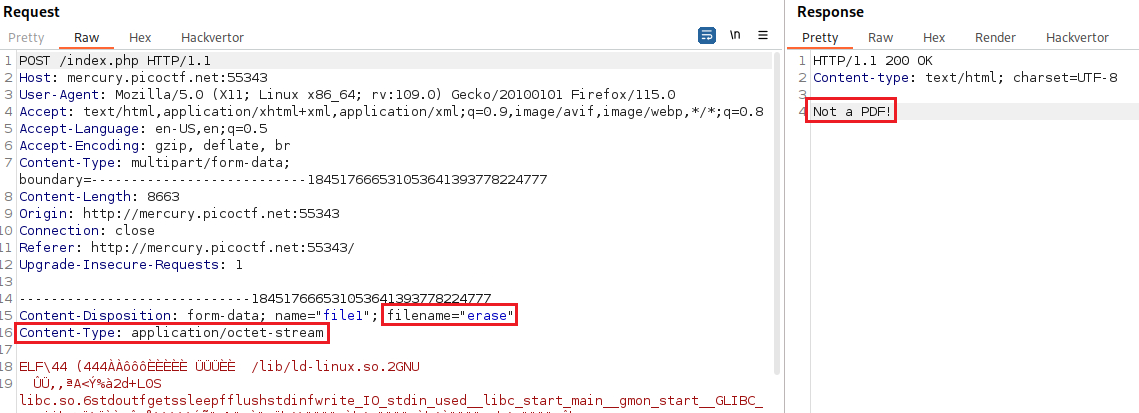 Request
Response
Pretty Raw Hex Hackvertor
\n
Pretty Raw Hex Render Hackvertor
1 POST /index.php HTTP/1.1
2 Host: mercury.picoctf.net:55343
3 User-Agent: Mozilla/5.0 (X11; Linux x86_64; rv:109.0) Gecko/20100101 Firefox/115.0
4 Accept: text/html,application/xhtml+xml,application/xml;q=0.9,image/avif,image/webp,*/*;q=0.8
5 Accept-Language: en-US,en;q=0.5
6 Accept-Encoding: gzip, deflate, br
7 Content-Type: multipart/form-data;
boundary=---------------------------184517666531053641393778224777
8 Content-Length: 8663
9 Origin: http://mercury.picoctf.net:55343
10 Connection: close
11 Referer: http://mercury.picoctf.net:55343/
12 Upgrade-Insecure-Requests: 1
13
14 -----------------------------184517666531053641393778224777
15 Content-Disposition: form-data; name="file1"; filename="erase"
16 Content-Type: application/octet-stream
17
18 ELF\44 (444ÀÀôôôÈÈÈÈÈ ÜÜÜÈÈ /lib/ld-linux.so.2GNU
19 ÛÜ,,ªA<Ý%à2d+L0S
libc.so.6stdoutfgetssleepfflushstdinfwrite_IO_stdin_used__libc_start_main__gmon_start__GLIBC_
1 HTTP/1.1 200 OK
2 Content-type: text/html; charset=UTF-8
3
4 Not a PDF!